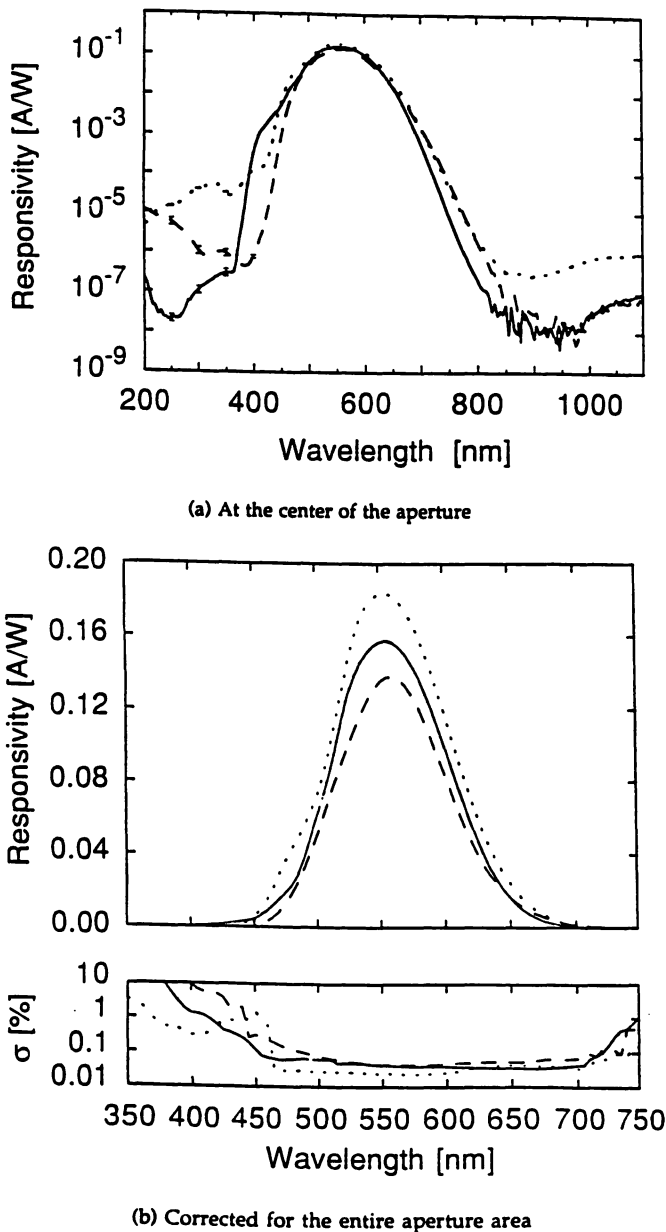 Responsivity [A/W]
10-1
10-3
10-5
10-7
10-9
200 400 600 800 1000
Wavelength [nm]
(a) At the center of the aperture
Responsivity [A/W]
0.20
0.16
0.12
0.08
0.04
0.00
σ [%]
10
1
0.1
0.01
350 400 450 500 550 600 650 700 750
Wavelength [nm]
(b) Corrected for the entire aperture area